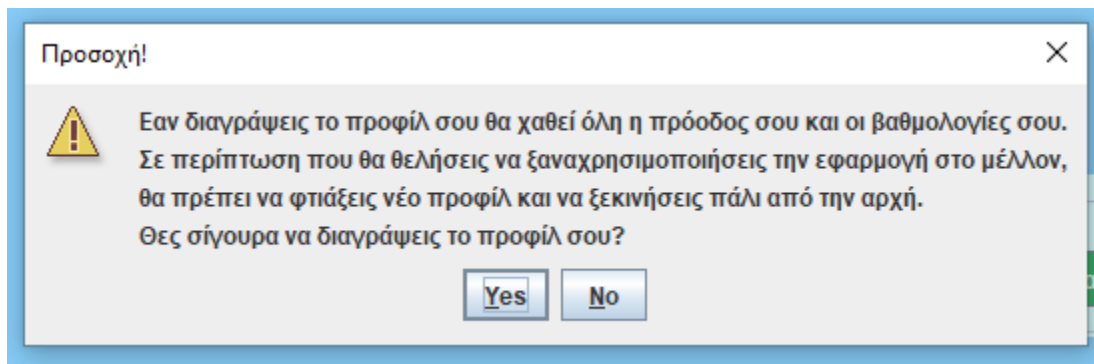 Προσοχή!
Εαν διαγράψεις το προφίλ σου θα χαθεί όλη η πρόοδος σου και οι βαθμολογίες σου.
Σε περίπτωση που θα θελήσεις να ξαναχρησιμοποιήσεις την εφαρμογή στο μέλλον,
θα πρέπει να φτιάξεις νέο προφίλ και να ξεκινήσεις πάλι από την αρχή.
Θες σίγουρα να διαγράψεις το προφίλ σου?
Yes No